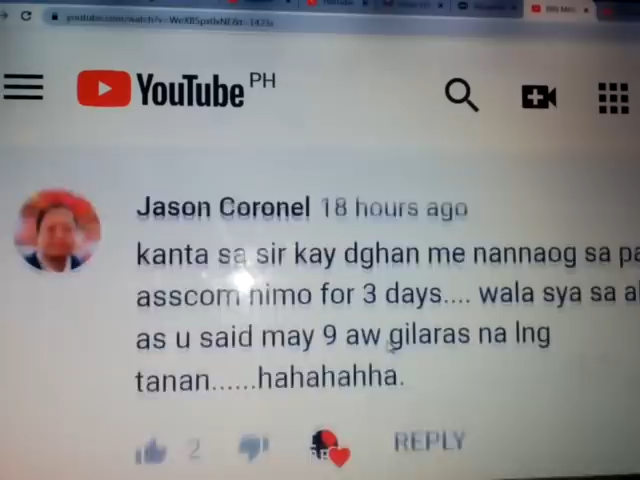 YouTube PH
Jason Coronel 18 hours ago
kanta sa sir kay dghan me nannaog sa pa
asscom nimo for 3 days.... wala sya sa al
as u said may 9 aw gilaras na lng
tanan......hahahahha.
2 REPLY